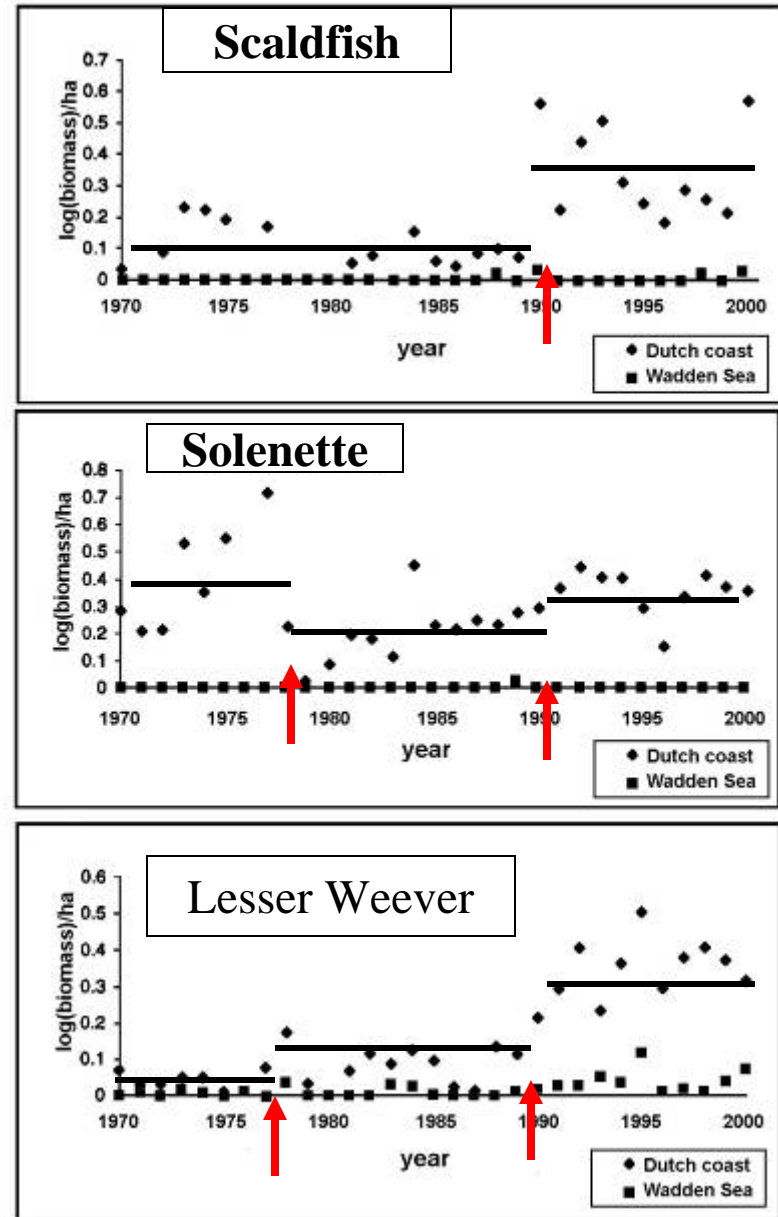 Scaldfish
log(biomass)/ha
0.7
0.6
0.5
0.4
0.3
0.2
0.1
0
1970 1975 1980 1985 1990 1995 2000
year
Dutch coast
Wadden Sea
Solenette
log(biomass)/ha
0.8
0.7
0.6
0.5
0.4
0.3
0.2
0.1
0
1970 1975 1980 1985 1990 1995 2000
year
Dutch coast
Wadden Sea
Lesser Weever
log(biomass)/ha
0.6
0.5
0.4
0.3
0.2
0.1
0
1970 1975 1980 1985 1990 1995 2000
year
Dutch coast
Wadden Sea